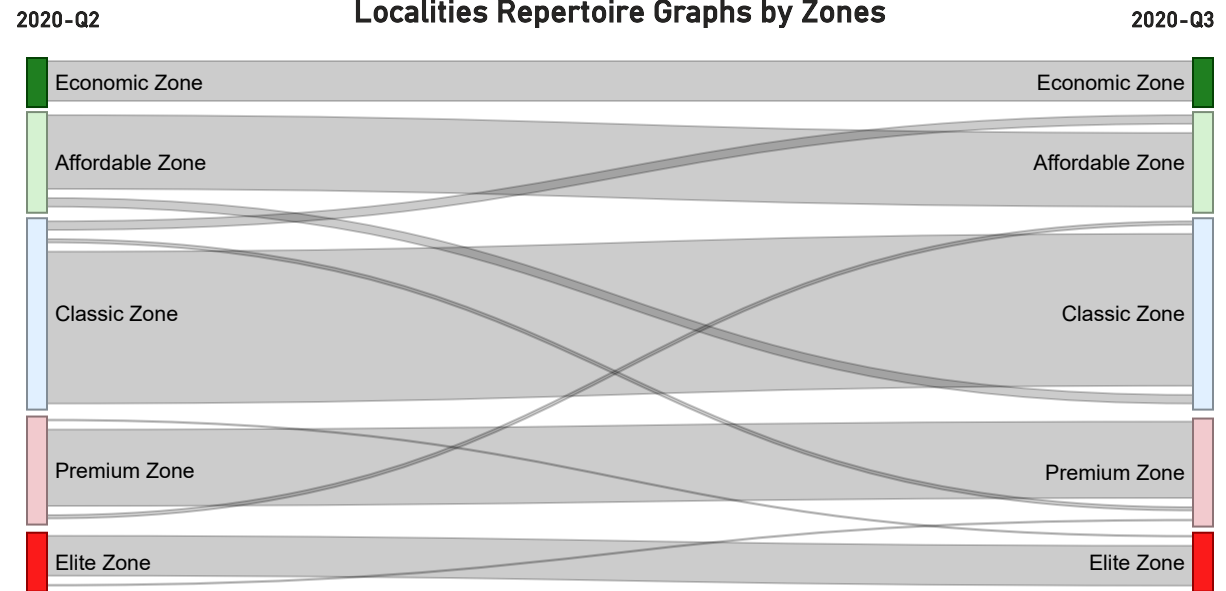 Localities Repertoire Graphs by Zones
2020-Q2
2020-Q3
Economic Zone
Economic Zone
Affordable Zone
Affordable Zone
Classic Zone
Classic Zone
Premium Zone
Premium Zone
Elite Zone
Elite Zone